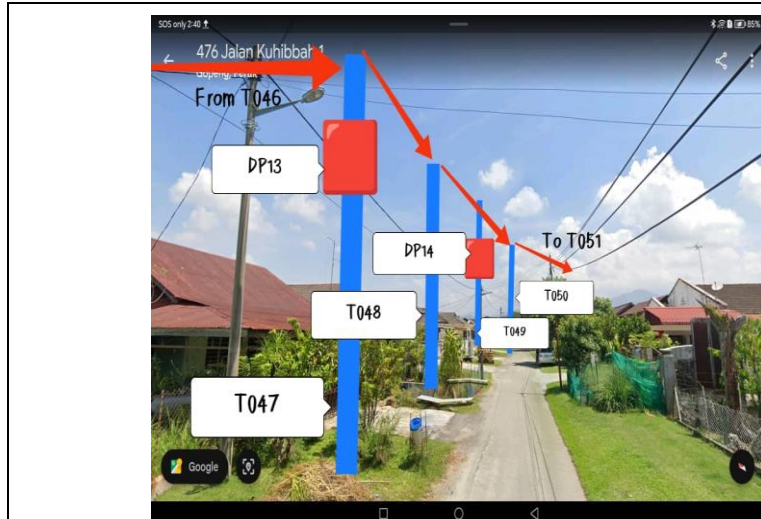 SOS only 2:40
85%
476 Jalan Kuhibbah 1
Gopeng, Perak
From T046
DP13
DP14
To T051
T050
T048
T049
T047
Google